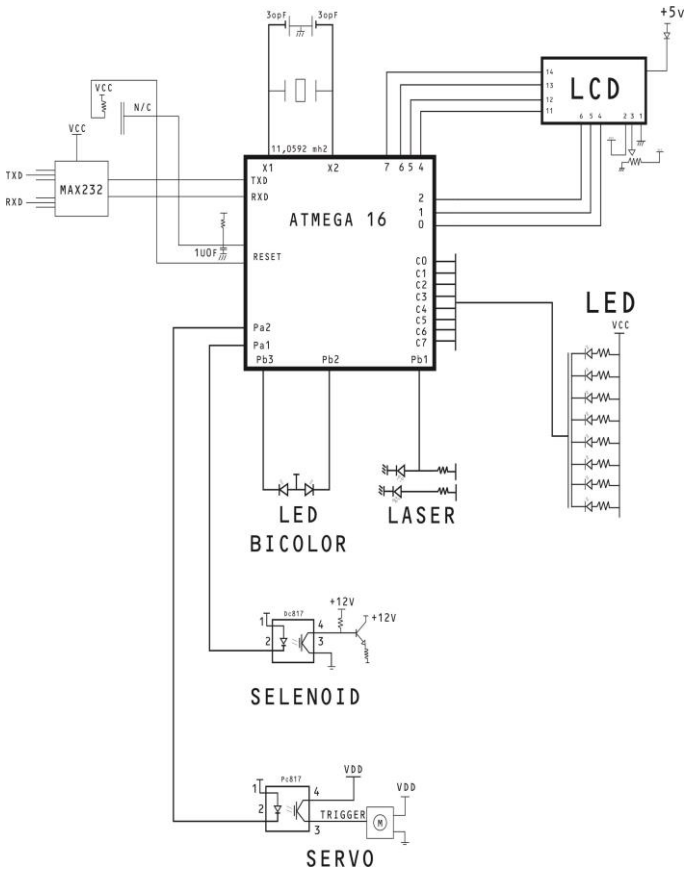 3opF 3opF
+5v
14
13
12
11
LCD
6 5 4 2 3 1
VCC
N/C
VCC
11,0592 mh2
X1 X2 7 6 5 4
TXD
RXD
MAX232
TXD
RXD
ATMEGA 16
2
1
0
1UOF
RESET
C0
C1
C2
C3
C4
C5
C6
C7
LED
VCC
Pa2
Pa1
Pb3 Pb2 Pb1
LED
BICOLOR
LASER
Dc817
+12V
+12V
1
2
4
3
SELENOID
Pc817
VDD
VDD
1
2
4
3
TRIGGER
M
SERVO